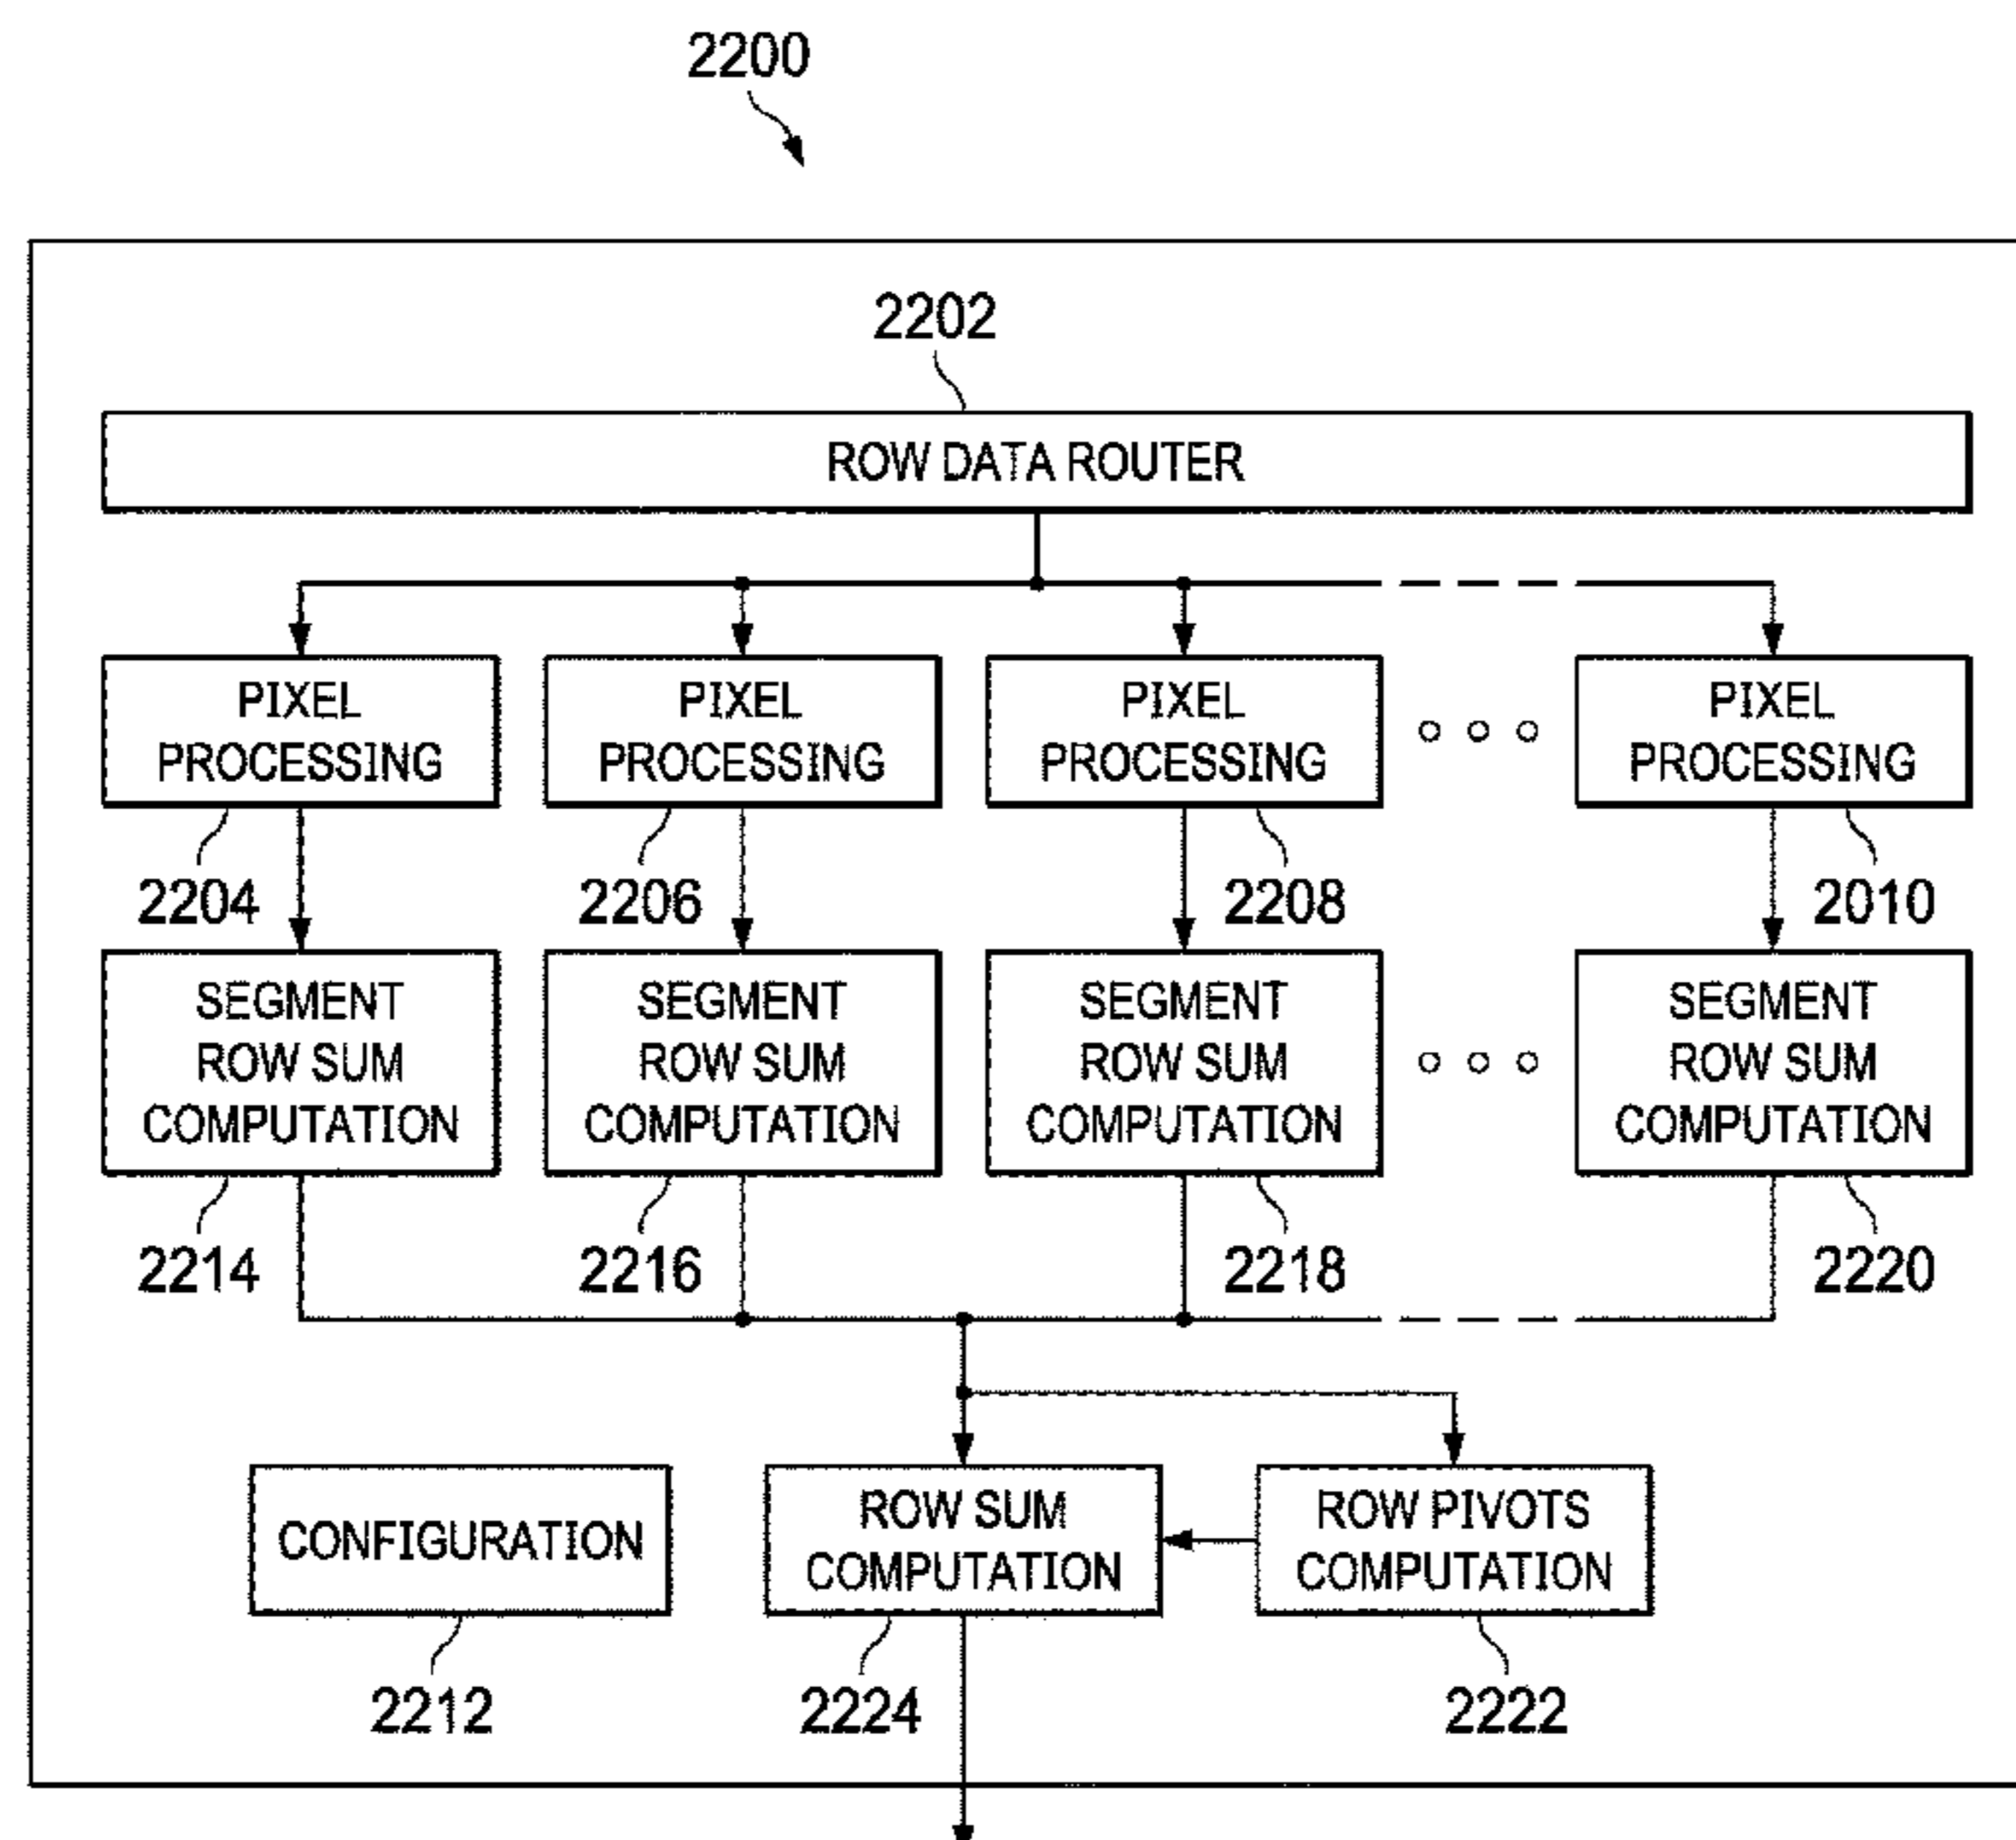 2200
2202
ROW DATA ROUTER
PIXEL
PROCESSING
PIXEL
PROCESSING
PIXEL
PROCESSING
PIXEL
PROCESSING
2204
2206
2208
2010
SEGMENT
ROW SUM
COMPUTATION
SEGMENT
ROW SUM
COMPUTATION
SEGMENT
ROW SUM
COMPUTATION
SEGMENT
ROW SUM
COMPUTATION
2214
2216
2218
2220
CONFIGURATION
ROW SUM
COMPUTATION
ROW PIVOTS
COMPUTATION
2212
2224
2222